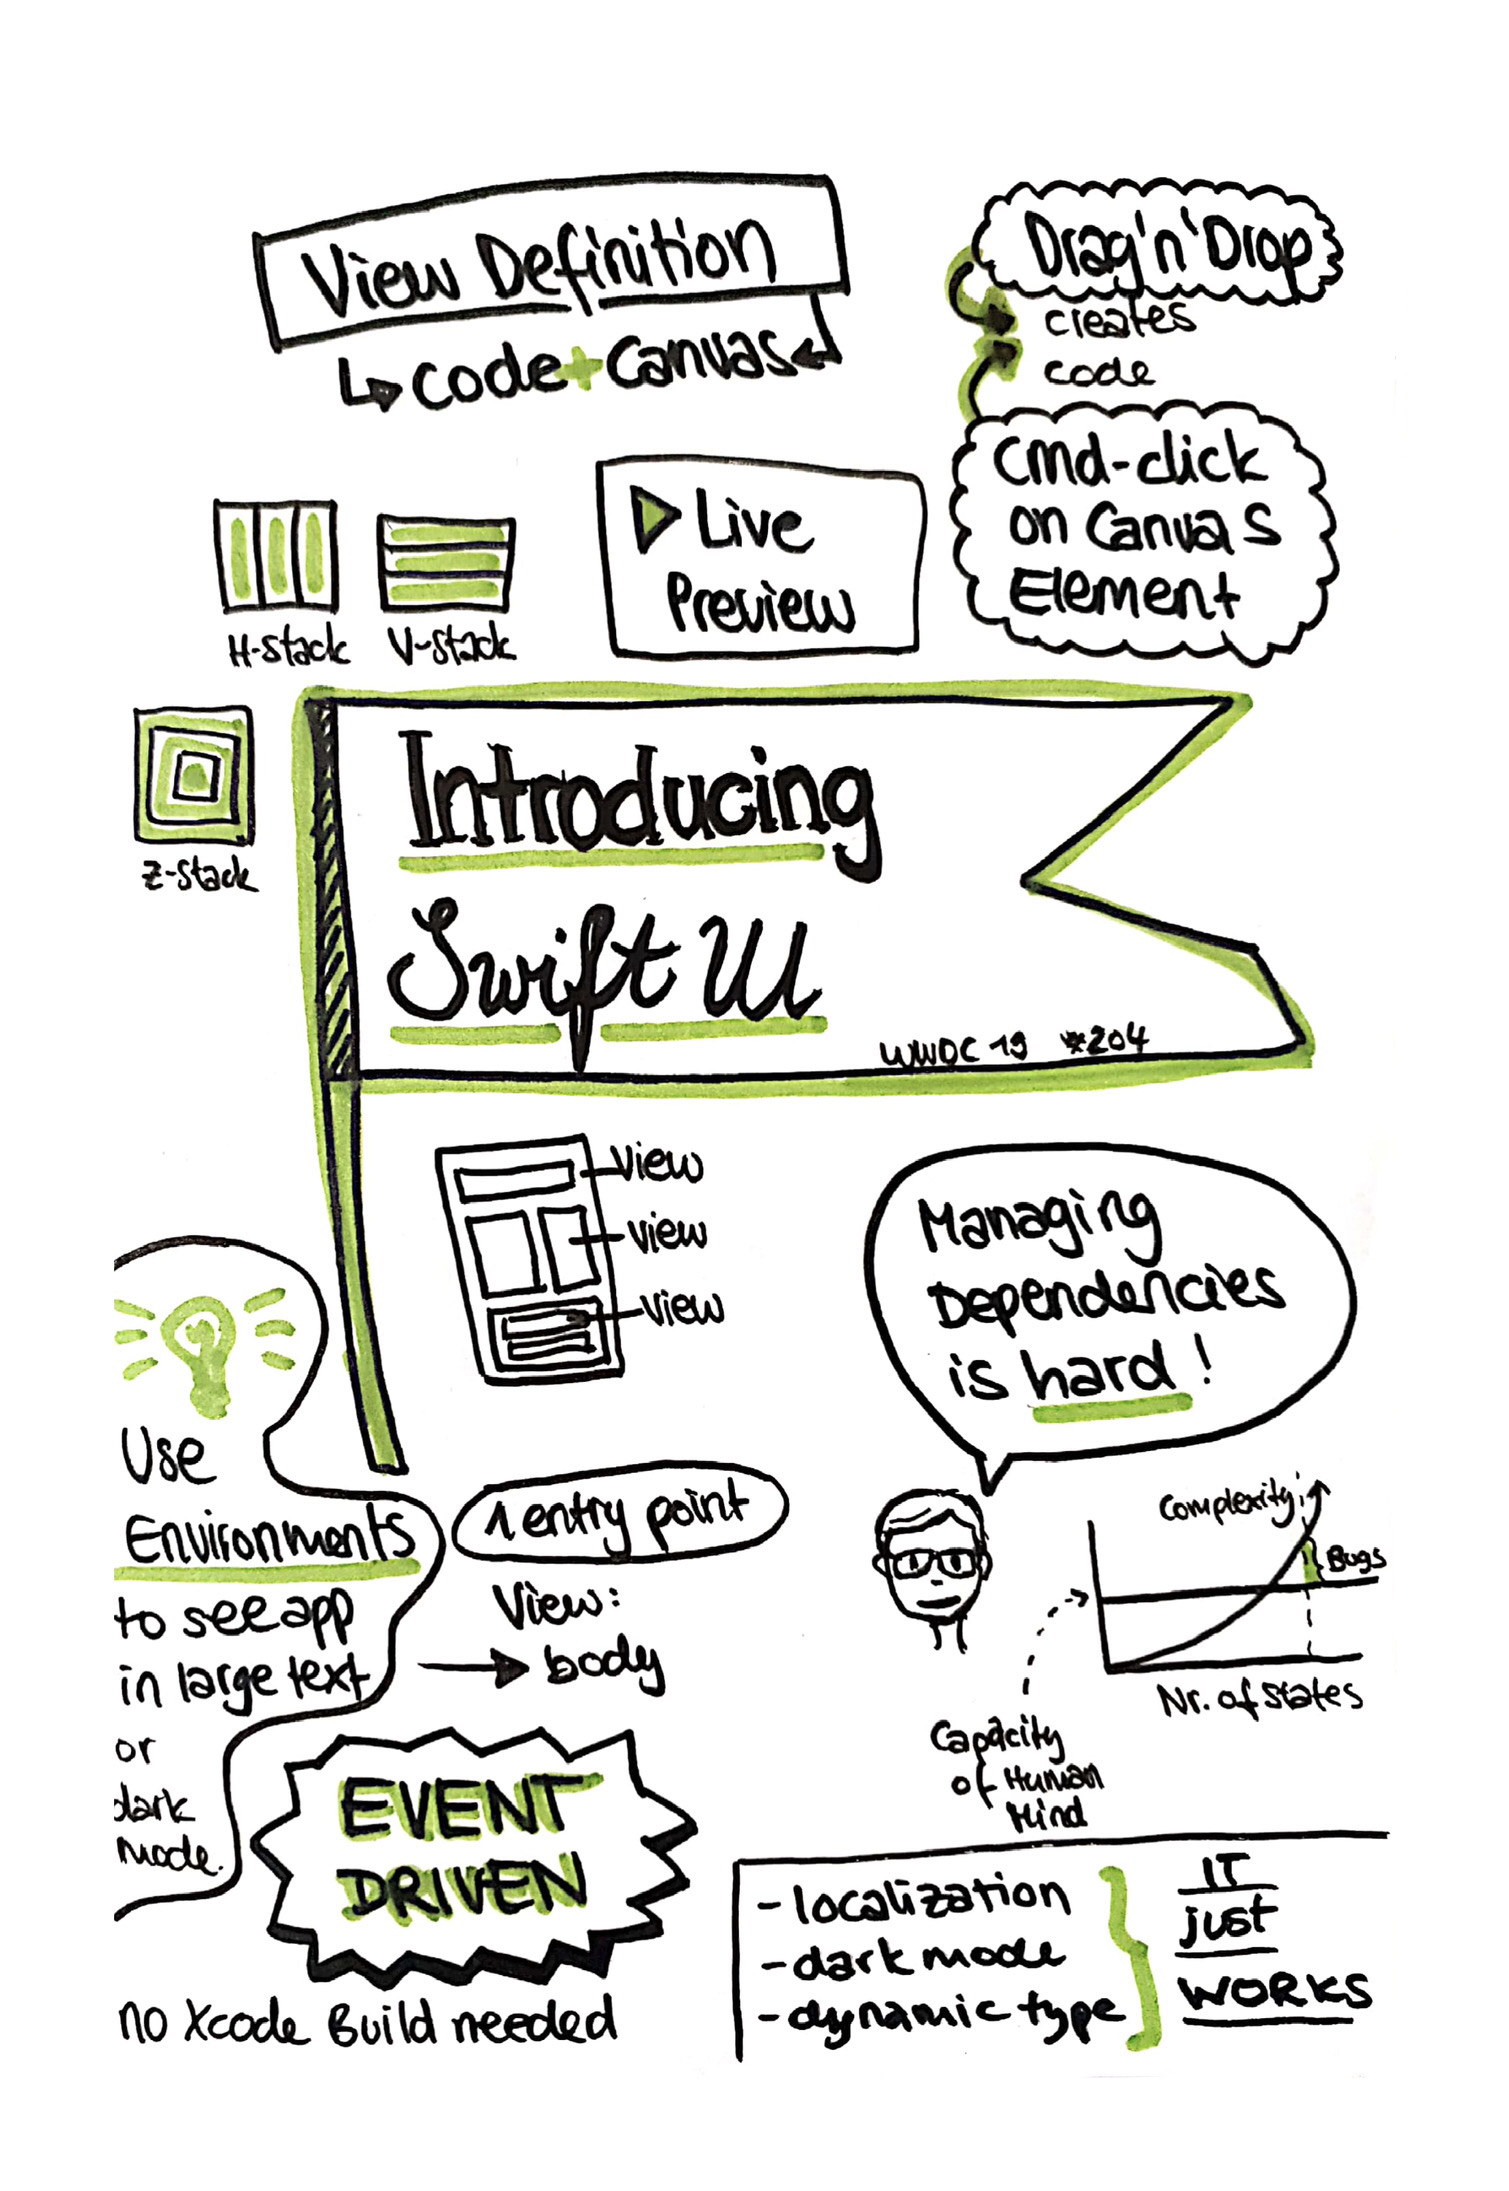 View Definition
code + Canvas
Drag'n'Drop
creates
code
Cmd-click
on Canvas
Element
Live
Preview
H-Stack
V-Stack
Z-Stack
Introducing
Swift UI
WWDC 19 #204
View
View
View
Managing
Dependencies
is hard!
Use
Environments
to see app
in large text
or
dark
mode.
1 entry point
View:
body
Complexity
Bugs
Nr. of States
Capacity
of Human
Mind
EVENT
DRIVEN
no Xcode Build needed
- localization
- dark mode
- dynamic type
IT
just
WORKS